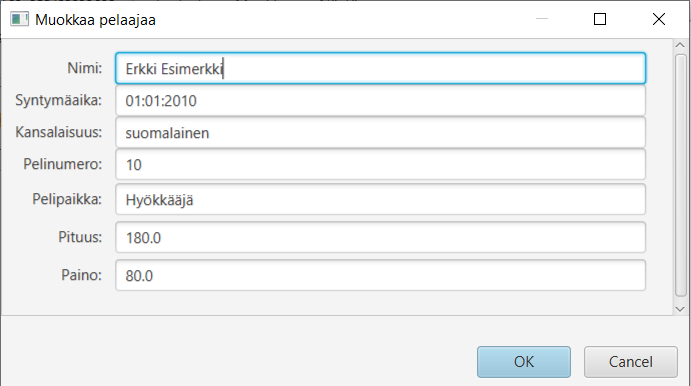 Muokkaa pelaajaa
Nimi: Erkki Esimerkki
Syntymäaika: 01:01:2010
Kansalaisuus: suomalainen
Pelinumero: 10
Pelipaikka: Hyökkääjä
Pituus: 180.0
Paino: 80.0
OK Cancel